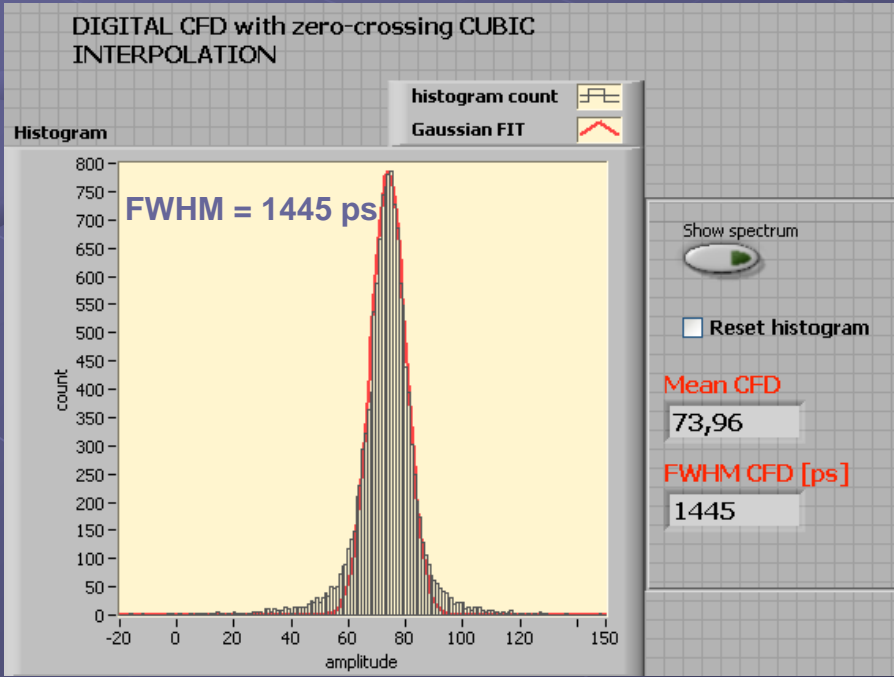 DIGITAL CFD with zero-crossing CUBIC
INTERPOLATION
histogram count
Gaussian FIT
Histogram
FWHM = 1445 ps
800
750
700
650
600
550
500
450
400
350
300
250
200
150
100
50
0
count
-20
0
20
40
60
80
100
120
150
amplitude
Show spectrum
Reset histogram
Mean CFD
73,96
FWHM CFD [ps]
1445